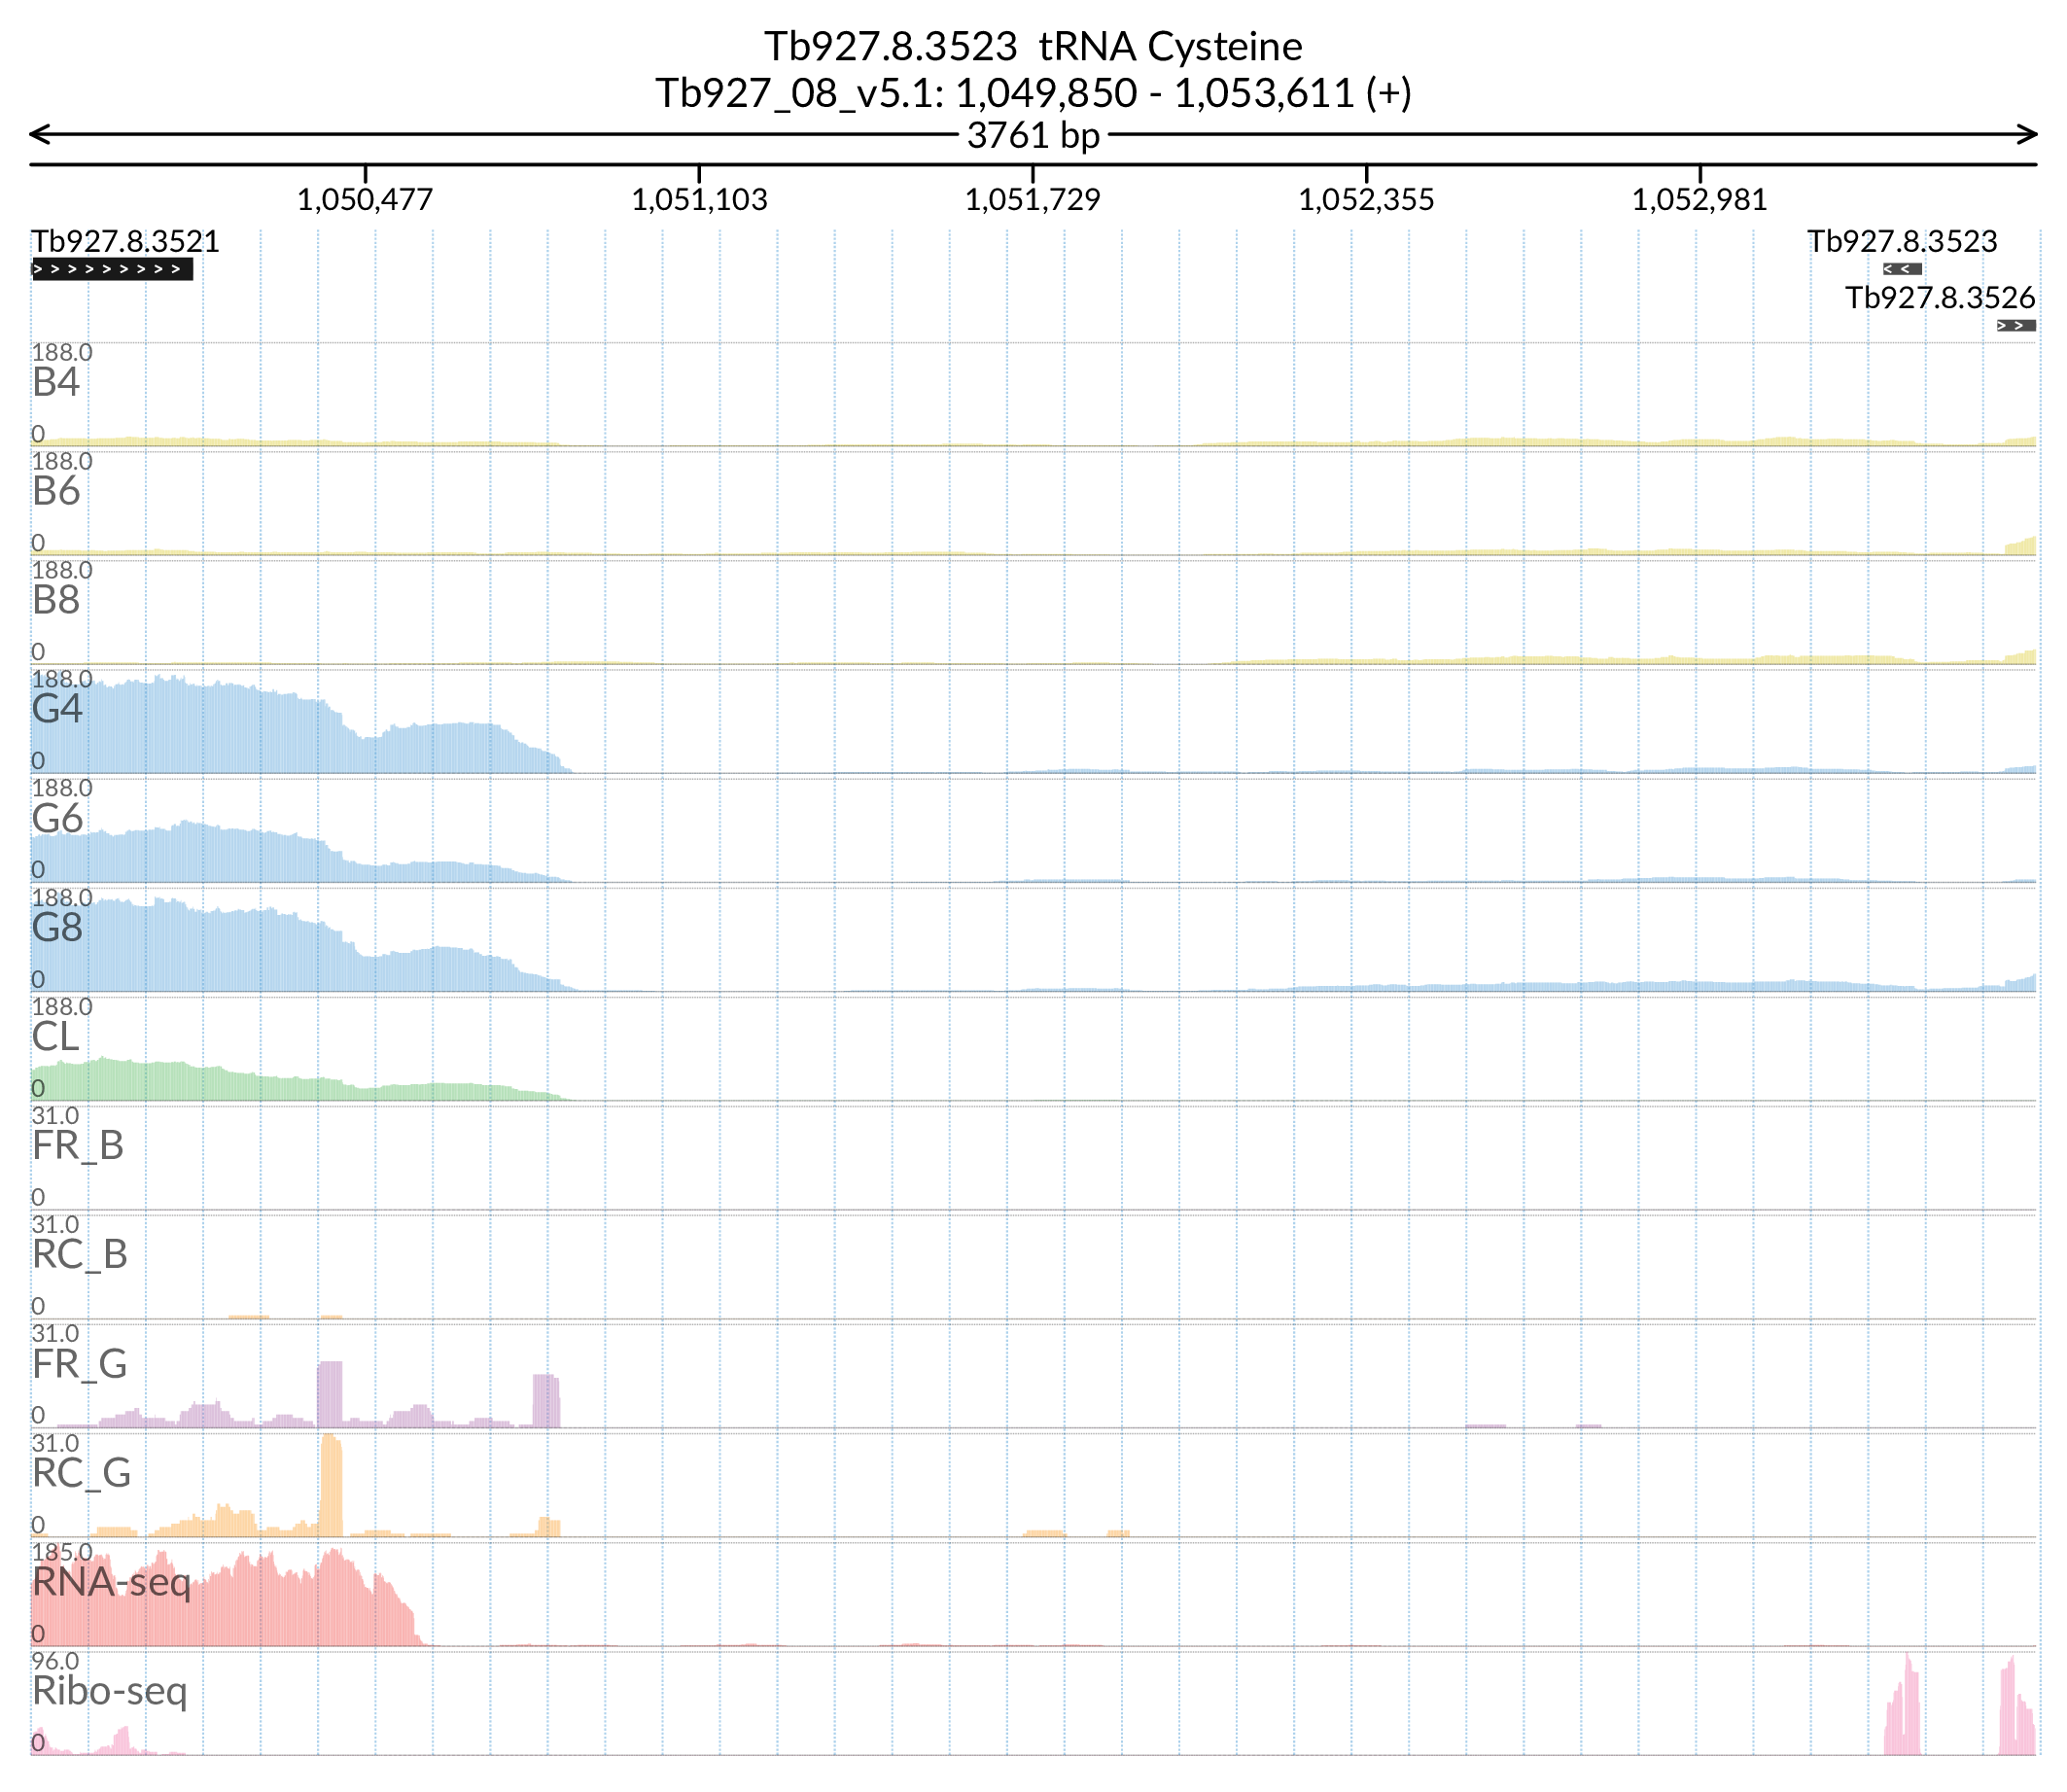 Tb927.8.3523  tRNA Cysteine
Tb927_08_v5.1: 1,049,850 - 1,053,611 (+)
3761 bp
1,050,477 1,051,103 1,051,729 1,052,355 1,052,981
Tb927.8.3521 Tb927.8.3523
Tb927.8.3526
188.0
B4
0
188.0
B6
0
188.0
B8
0
188.0
G4
0
188.0
G6
0
188.0
G8
0
188.0
CL
0
31.0
FR_B
0
31.0
RC_B
0
31.0
FR_G
0
31.0
RC_G
0
185.0
RNA-seq
0
96.0
Ribo-seq
0